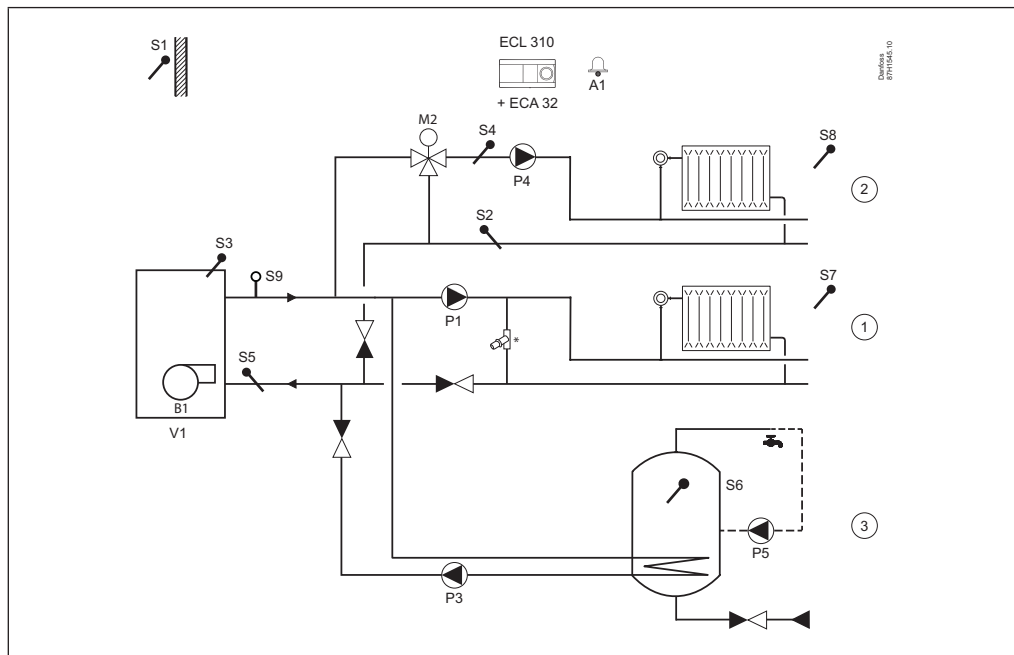 S1
ECL 310
A1
+ ECA 32
Danfoss
87H1545.10
M2
S4
S8
P4
2
S2
S3
S9
S7
P1
*
1
S5
B1
V1
S6
3
P5
P3